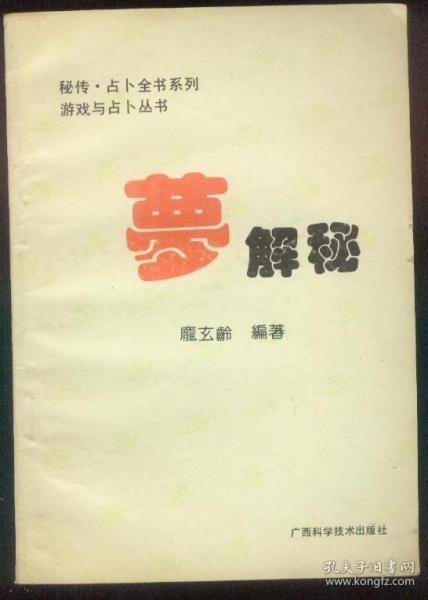 秘传·占卜全书系列
游戏与占卜丛书
夢解秘
龐玄齡 編著
广西科学技术出版社
孔夫子旧书网
www.kongfz.com